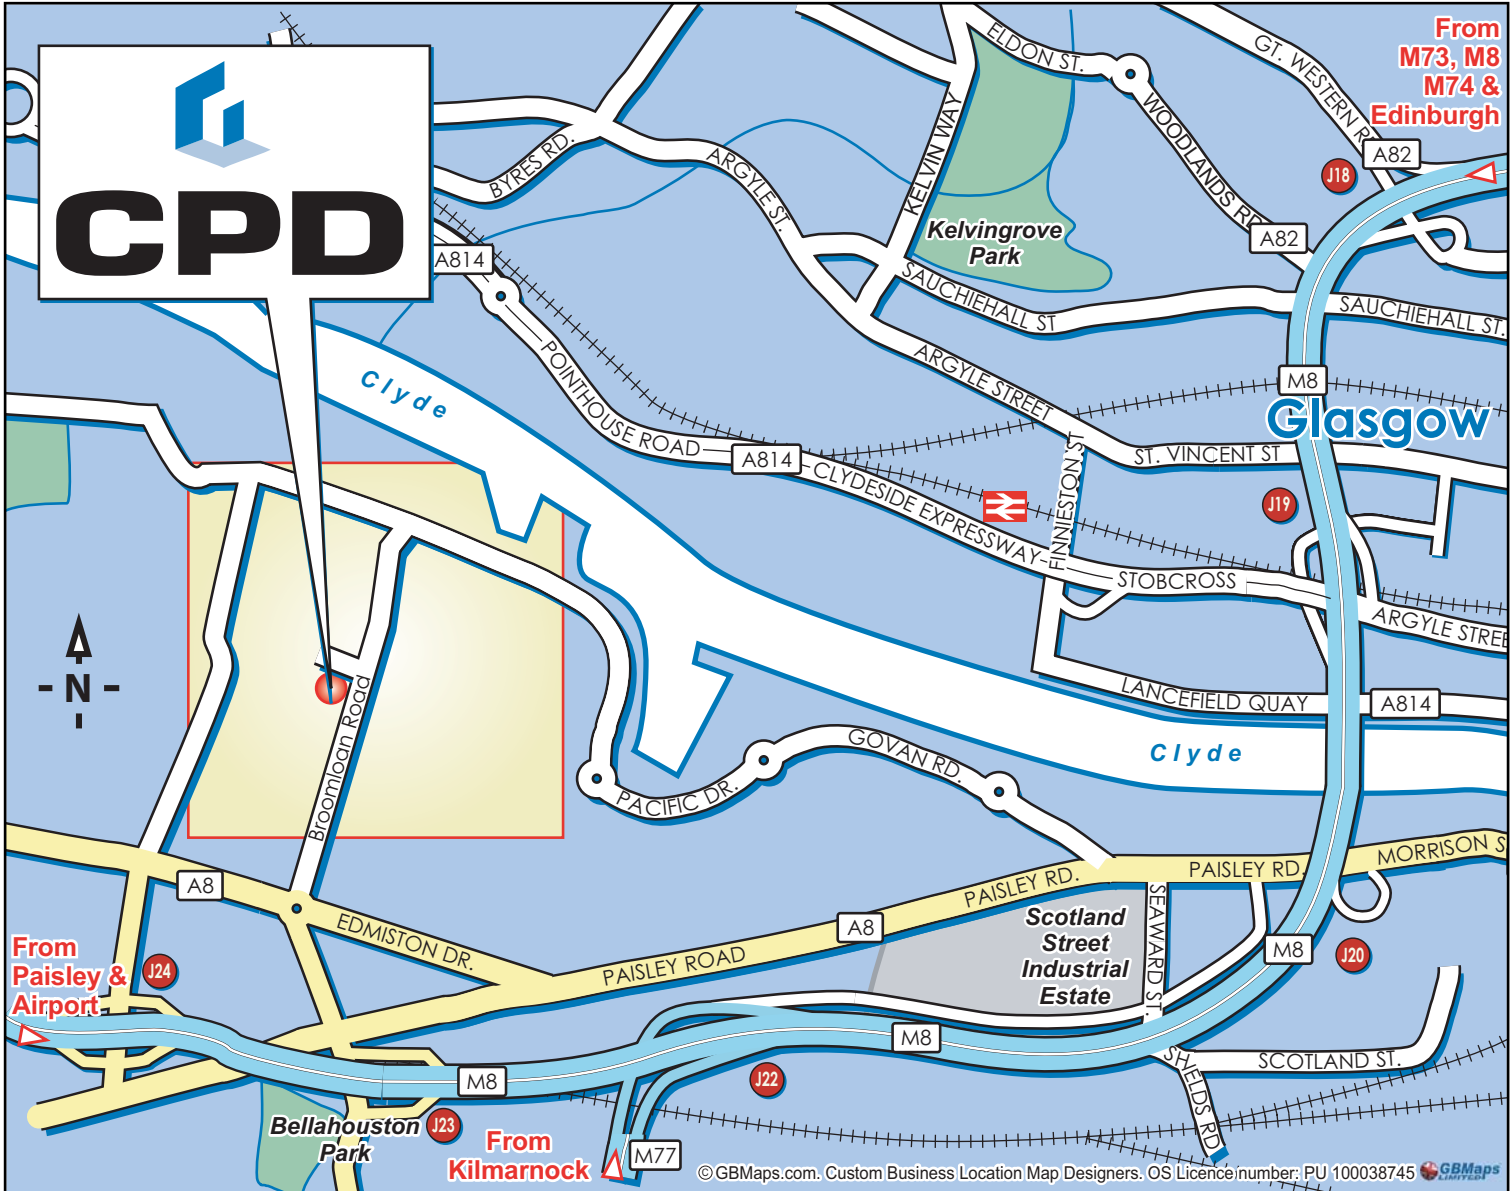 From
M73, M8
M74 &
Edinburgh
ELDON ST.
GT. WESTERN R
A82
J18
CPD
BYRES RD.
ARGYLE ST.
KELVIN WAY
WOODLANDS RD
A82
Kelvingrove
Park
A814
SAUCHIEHALL ST
SAUCHIEHALL ST.
POINTHOUSE ROAD
Clyde
ARGYLE STREET
M8
Glasgow
A814
CLYDESIDE EXPRESSWAY
FINNIESTON ST
ST. VINCENT ST
J19
STOBCROSS
ARGYLE STREE
N
Broomloan Road
LANCEFIELD QUAY
A814
Clyde
GOVAN RD.
PACIFIC DR.
A8
EDMISTON DR.
PAISLEY ROAD
A8
PAISLEY RD.
PAISLEY RD.
MORRISON S
Scotland
Street
Industrial
Estate
SEAWARD ST.
M8
J20
From
Paisley &
Airport
J24
M8
M8
J22
SHELDS RD
SCOTLAND ST.
Bellahouston
Park
J23
From
Kilmarnock
M77
© GBMaps.com. Custom Business Location Map Designers. OS Licence number: PU 100038745
GBMaps
LIMITED